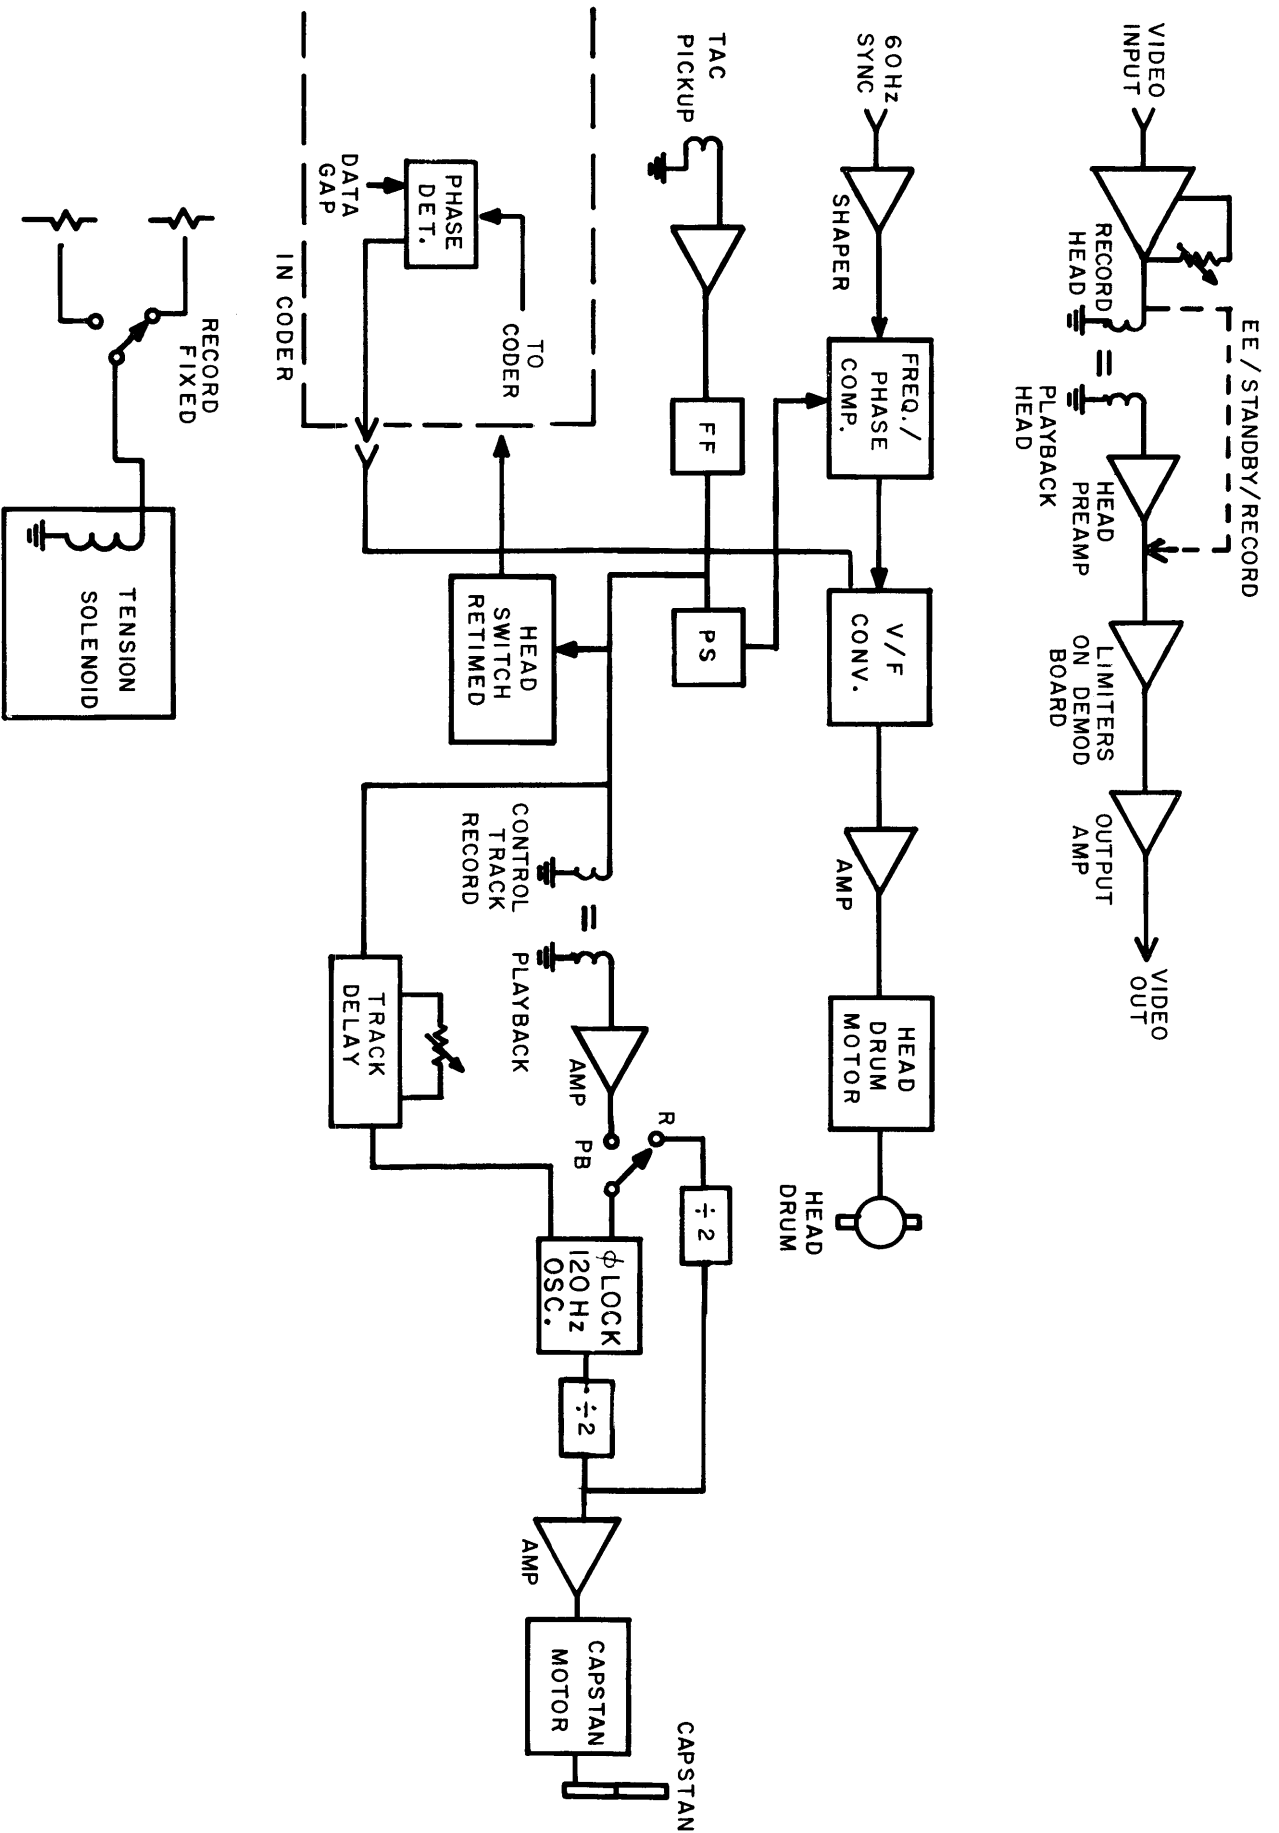 VIDEO
INPUT
RECORD
HEAD
EE/STANDBY/RECORD
PLAYBACK
HEAD
HEAD
PREAMP
LIMITERS
ON DEMOD
BOARD
OUTPUT
AMP
VIDEO
OUT
60Hz
SYNC
SHAPER
FREQ./
PHASE
COMP.
V/F
CONV.
AMP
HEAD
DRUM
MOTOR
HEAD
DRUM
TAC
PICKUP
FF
PS
R
÷2
TO
CODER
PHASE
DET.
DATA
GAP
IN CODER
HEAD
SWITCH
RETIMED
CONTROL
TRACK
RECORD
PLAYBACK
AMP
PB
ϕ LOCK
120Hz
OSC.
÷2
AMP
CAPSTAN
MOTOR
CAPSTAN
TRACK
DELAY
RECORD
FIXED
TENSION
SOLENOID